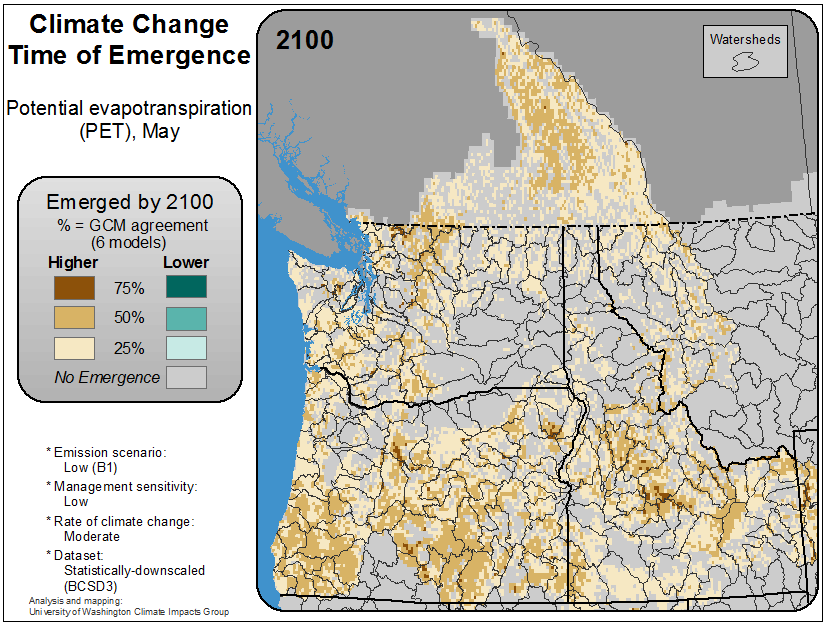 Climate Change
Time of Emergence
Potential evapotranspiration
(PET), May
Emerged by 2100
% = GCM agreement
(6 models)
Higher Lower
75%
50%
25%
No Emergence
* Emission scenario:
Low (B1)
* Management sensitivity:
Low
* Rate of climate change:
Moderate
* Dataset:
Statistically-downscaled
(BCSD3)
Analysis and mapping:
University of Washington Climate Impacts Group
2100
Watersheds